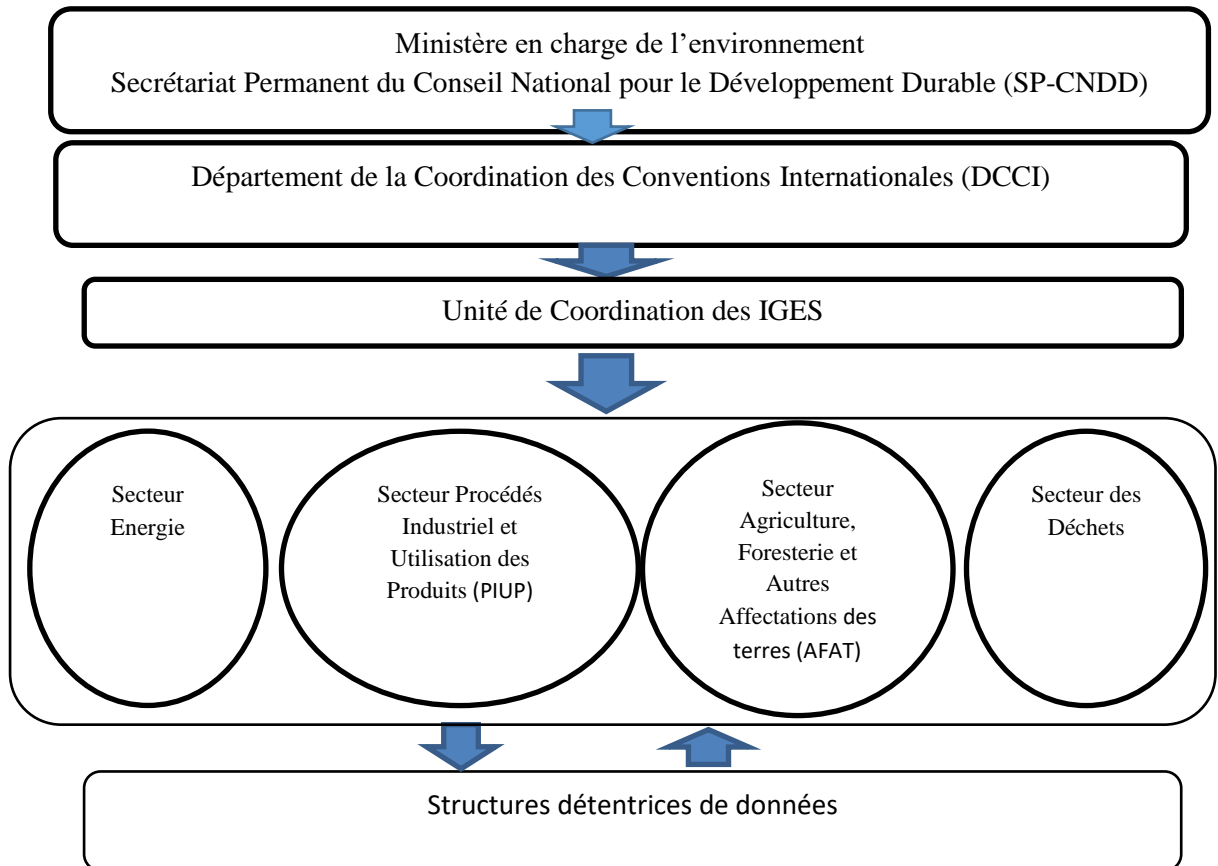 Ministère en charge de l’environnement
Secrétariat Permanent du Conseil National pour le Développement Durable (SP-CNDD)
Département de la Coordination des Conventions Internationales (DCCI)
Unité de Coordination des IGES
Secteur
Energie
Secteur Procédés
Industriel et
Utilisation des
Produits (PIUP)
Secteur
Agriculture,
Foresterie et
Autres
Affectations des
terres (AFAT)
Secteur des
Déchets
Structures détentrices de données